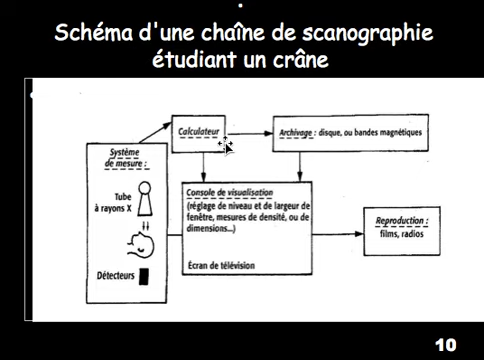 Schéma d'une chaîne de scanographie
étudiant un crâne
Calculateur
Archivage : disque, ou bandes magnétiques
Système
de mesure :
Tube
à rayons X
Détecteurs
Console de visualisation
(réglage de niveau et de largeur de
fenêtre, mesures de densité, ou de
dimensions...)
Écran de télévision
Reproduction :
films, radios
10